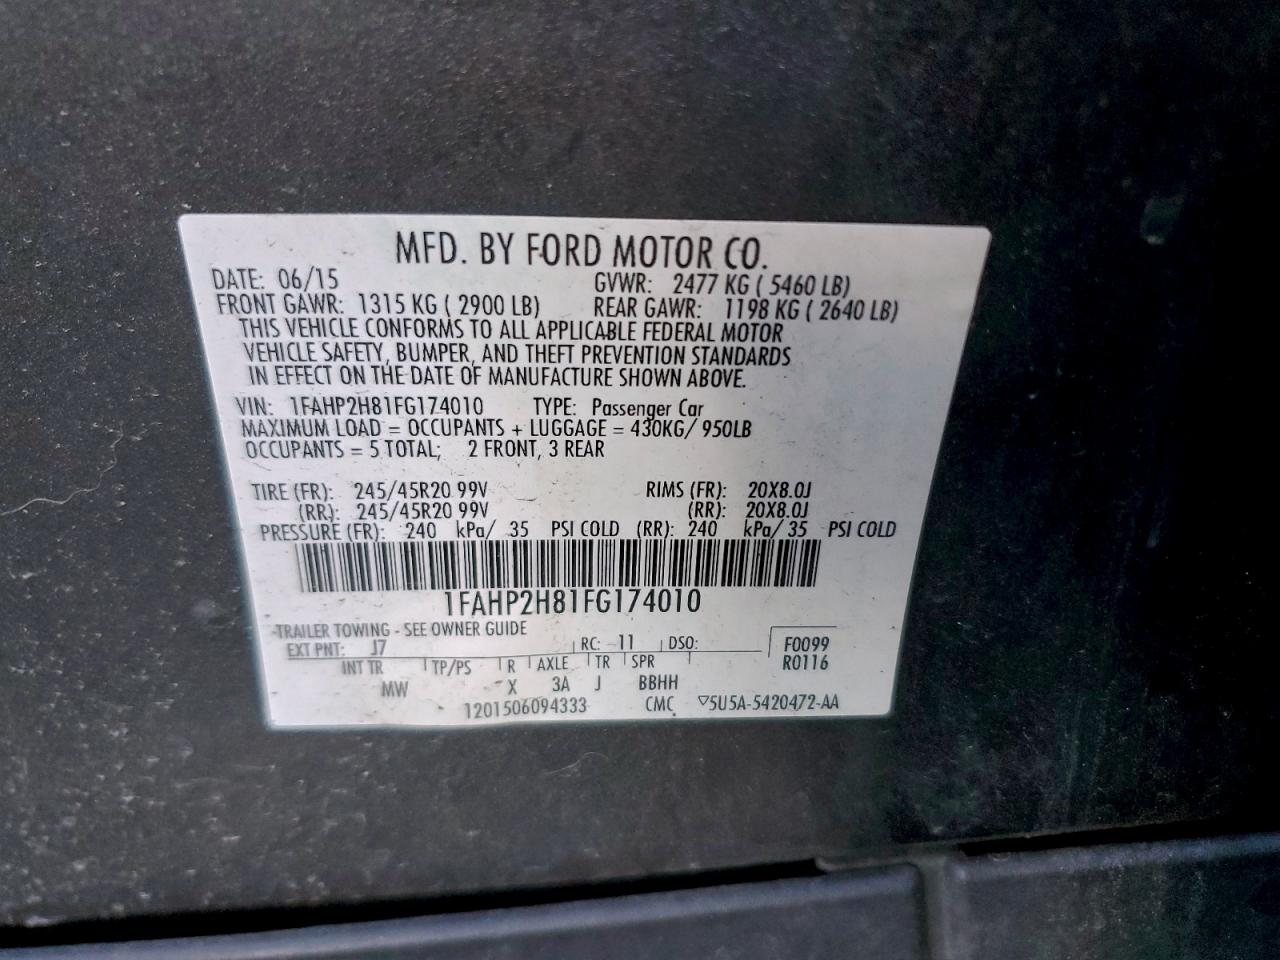 MFD. BY FORD MOTOR CO.
DATE: 06/15 GVWR: 2477 KG ( 5460 LB)
FRONT GAWR: 1315 KG ( 2900 LB) REAR GAWR: 1198 KG ( 2640 LB)
THIS VEHICLE CONFORMS TO ALL APPLICABLE FEDERAL MOTOR
VEHICLE SAFETY, BUMPER, AND THEFT PREVENTION STANDARDS
IN EFFECT ON THE DATE OF MANUFACTURE SHOWN ABOVE.
VIN: 1FAHP2H81FG174010 TYPE: Passenger Car
MAXIMUM LOAD = OCCUPANTS + LUGGAGE = 430KG/ 950LB
OCCUPANTS = 5 TOTAL; 2 FRONT, 3 REAR
TIRE (FR): 245/45R20 99V RIMS (FR): 20X8.0J
(RR): 245/45R20 99V (RR): 20X8.0J
PRESSURE (FR): 240 kPa/ 35 PSI COLD (RR): 240 kPa/ 35 PSI COLD
1FAHP2H81FG174010
TRAILER TOWING - SEE OWNER GUIDE
EXT PNT: J7 RC: 11 DSO: F0099
INT TR TP/PS R AXLE TR SPR R0116
MW X 3A J BBHH
1201506094333 CMC ▽5U5A-5420472-AA